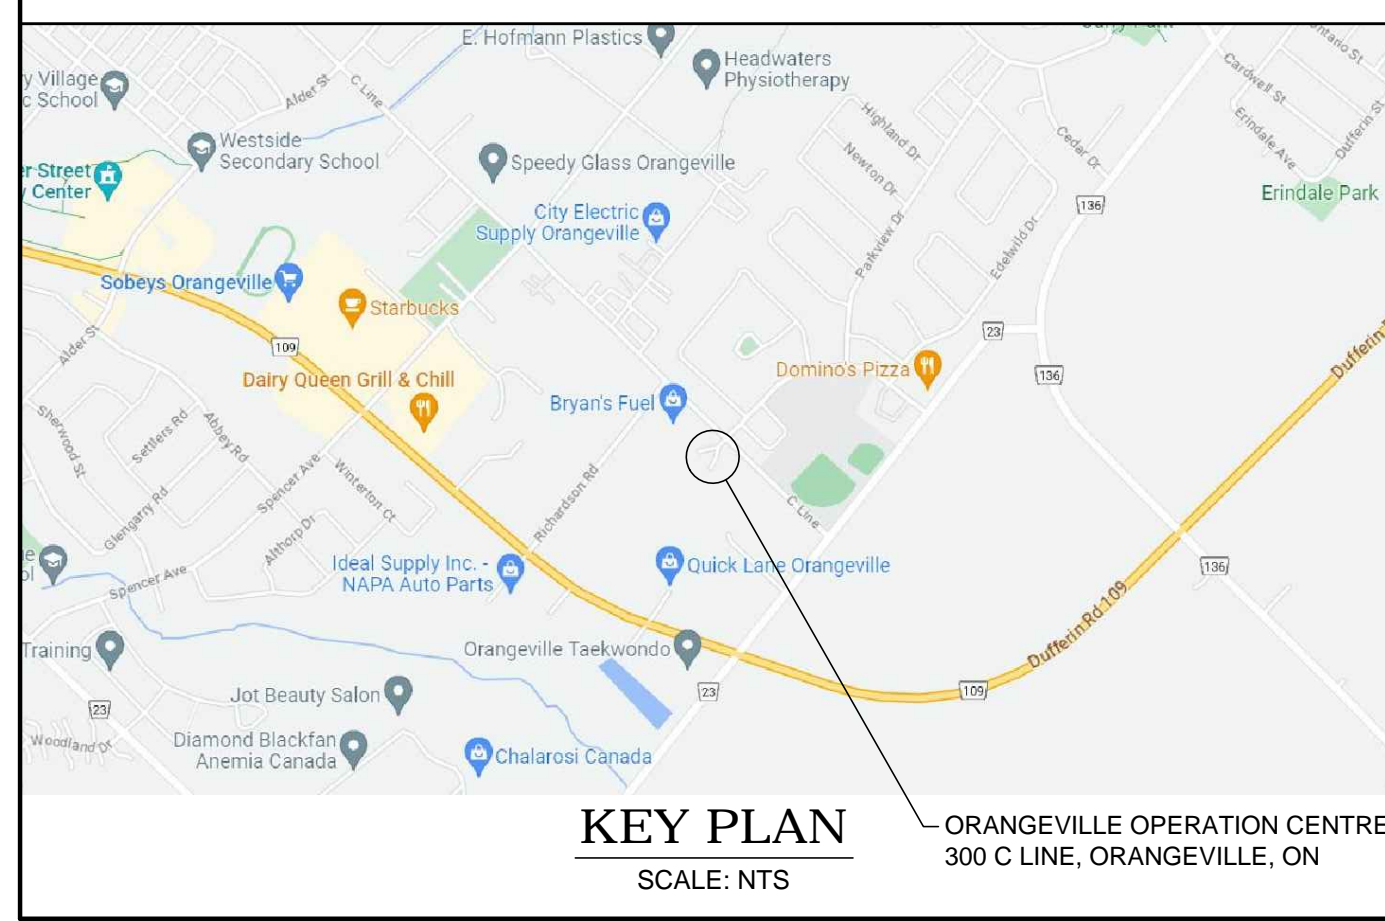 E. Hofmann Plastics
Headwaters
Physiotherapy
y Village
c School
Alder St
C Line
Westside
Secondary School
Speedy Glass Orangeville
Highland Dr
Newton Dr
Cedar Dr
Cardwell St
Ontario St
Erindale Ave
Dufferin St
er Street
y Center
City Electric
Supply Orangeville
136
Erindale Park
Parkview Dr
Edelwild Dr
Sobeys Orangeville
Starbucks
109
Alder St
23
Dufferin
Dairy Queen Grill & Chill
Domino's Pizza
136
Bryan's Fuel
Sherwood St
Settlers Rd
Abbey Rd
Spencer Ave
Winterton Ct
Richardson Rd
C Line
Glengarry Rd
Althorp Dr
Ideal Supply Inc. -
NAPA Auto Parts
Quick Lane Orangeville
136
Spencer Ave
Dufferin Rd 109
Training
Orangeville Taekwondo
Jot Beauty Salon
23
109
23
Woodland Dr
Diamond Blackfan
Anemia Canada
Chalarosi Canada
KEY PLAN
SCALE: NTS
ORANGEVILLE OPERATION CENTRE
300 C LINE, ORANGEVILLE, ON